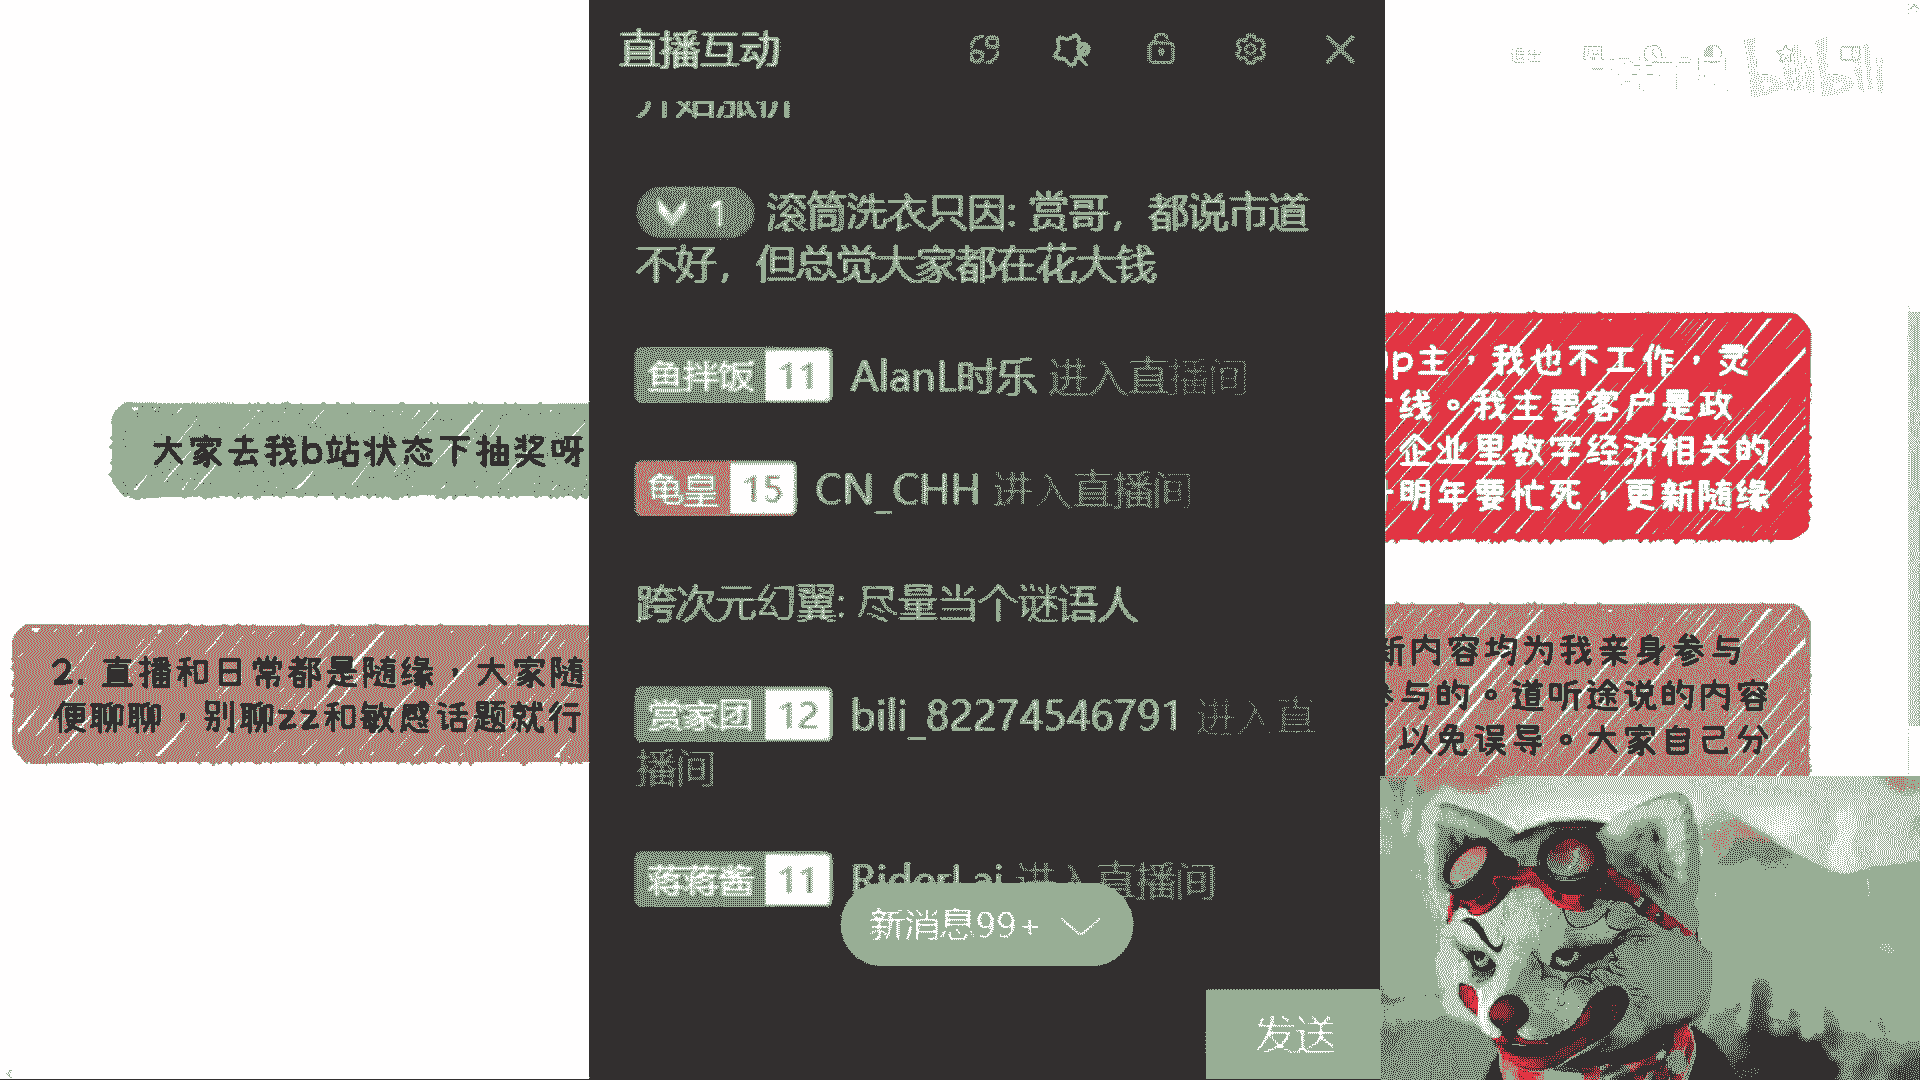 直播互动
滚筒洗衣只因: 赏哥，都说市道
不好，但总觉大家都在花大钱
鱼拌饭 11 AlanL时乐 进入直播间
龟皇 15 CN_CHH 进入直播间
跨次元幻翼: 尽量当个谜语人
赏家团 12 bili_82274546791 进入直
播间
蒋蒋酱 11 RiderLai 进入直播间
新消息99+
发送
大家去我b站状态下抽奖呀
2. 直播和日常都是随缘，大家随
便聊聊，别聊zz和敏感话题就行
p主，我也不工作，灵
线。我主要客户是政
企业里数字经济相关的
明年要忙死，更新随缘
新内容均为我亲身参与
参与的。道听途说的内容
以免误导。大家自己分
bilibili